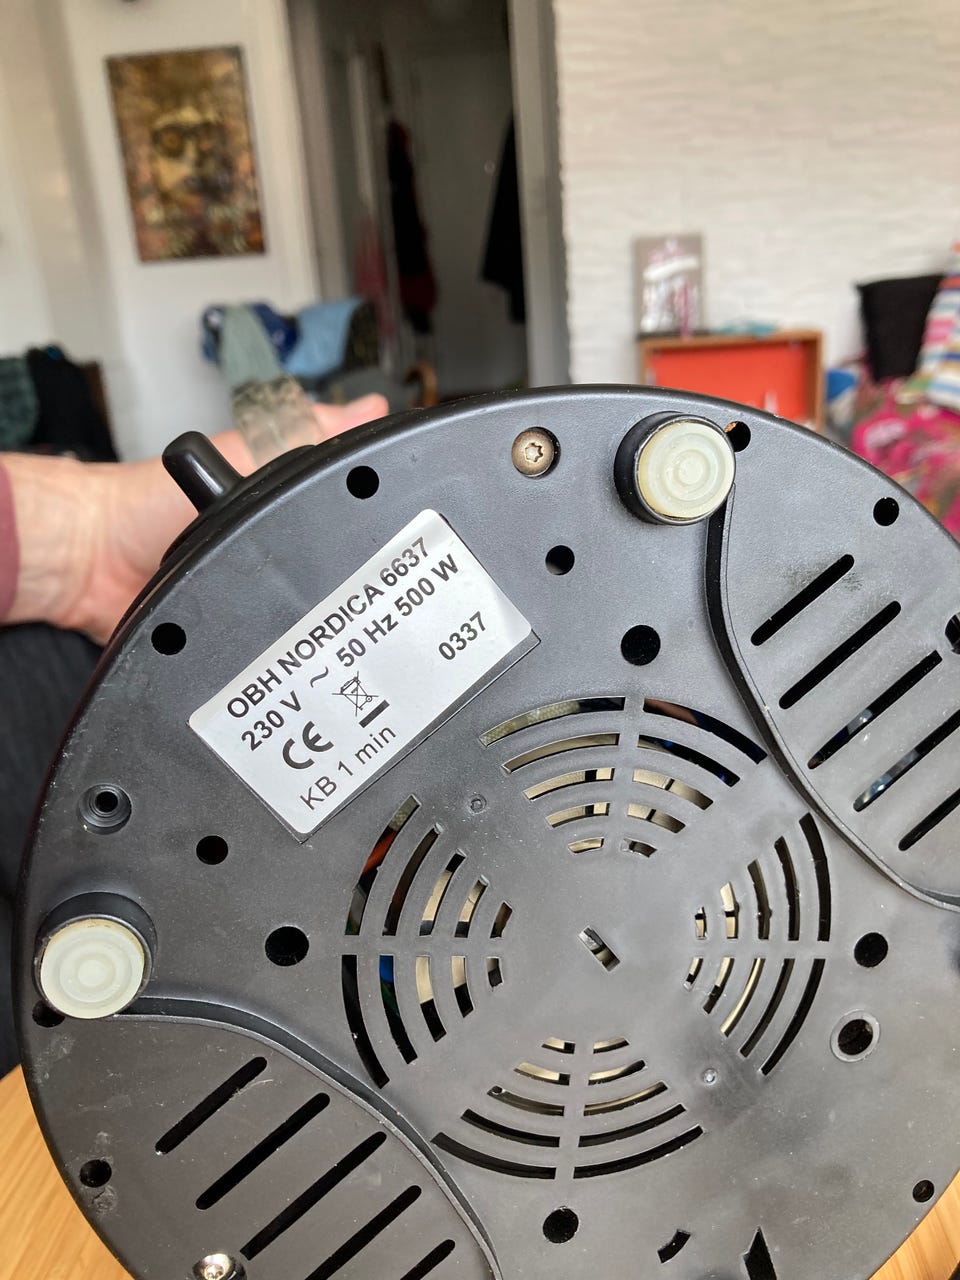 OBH NORDICA 6637
230 V ~ 50 Hz 500 W
CE 0337
KB 1 min